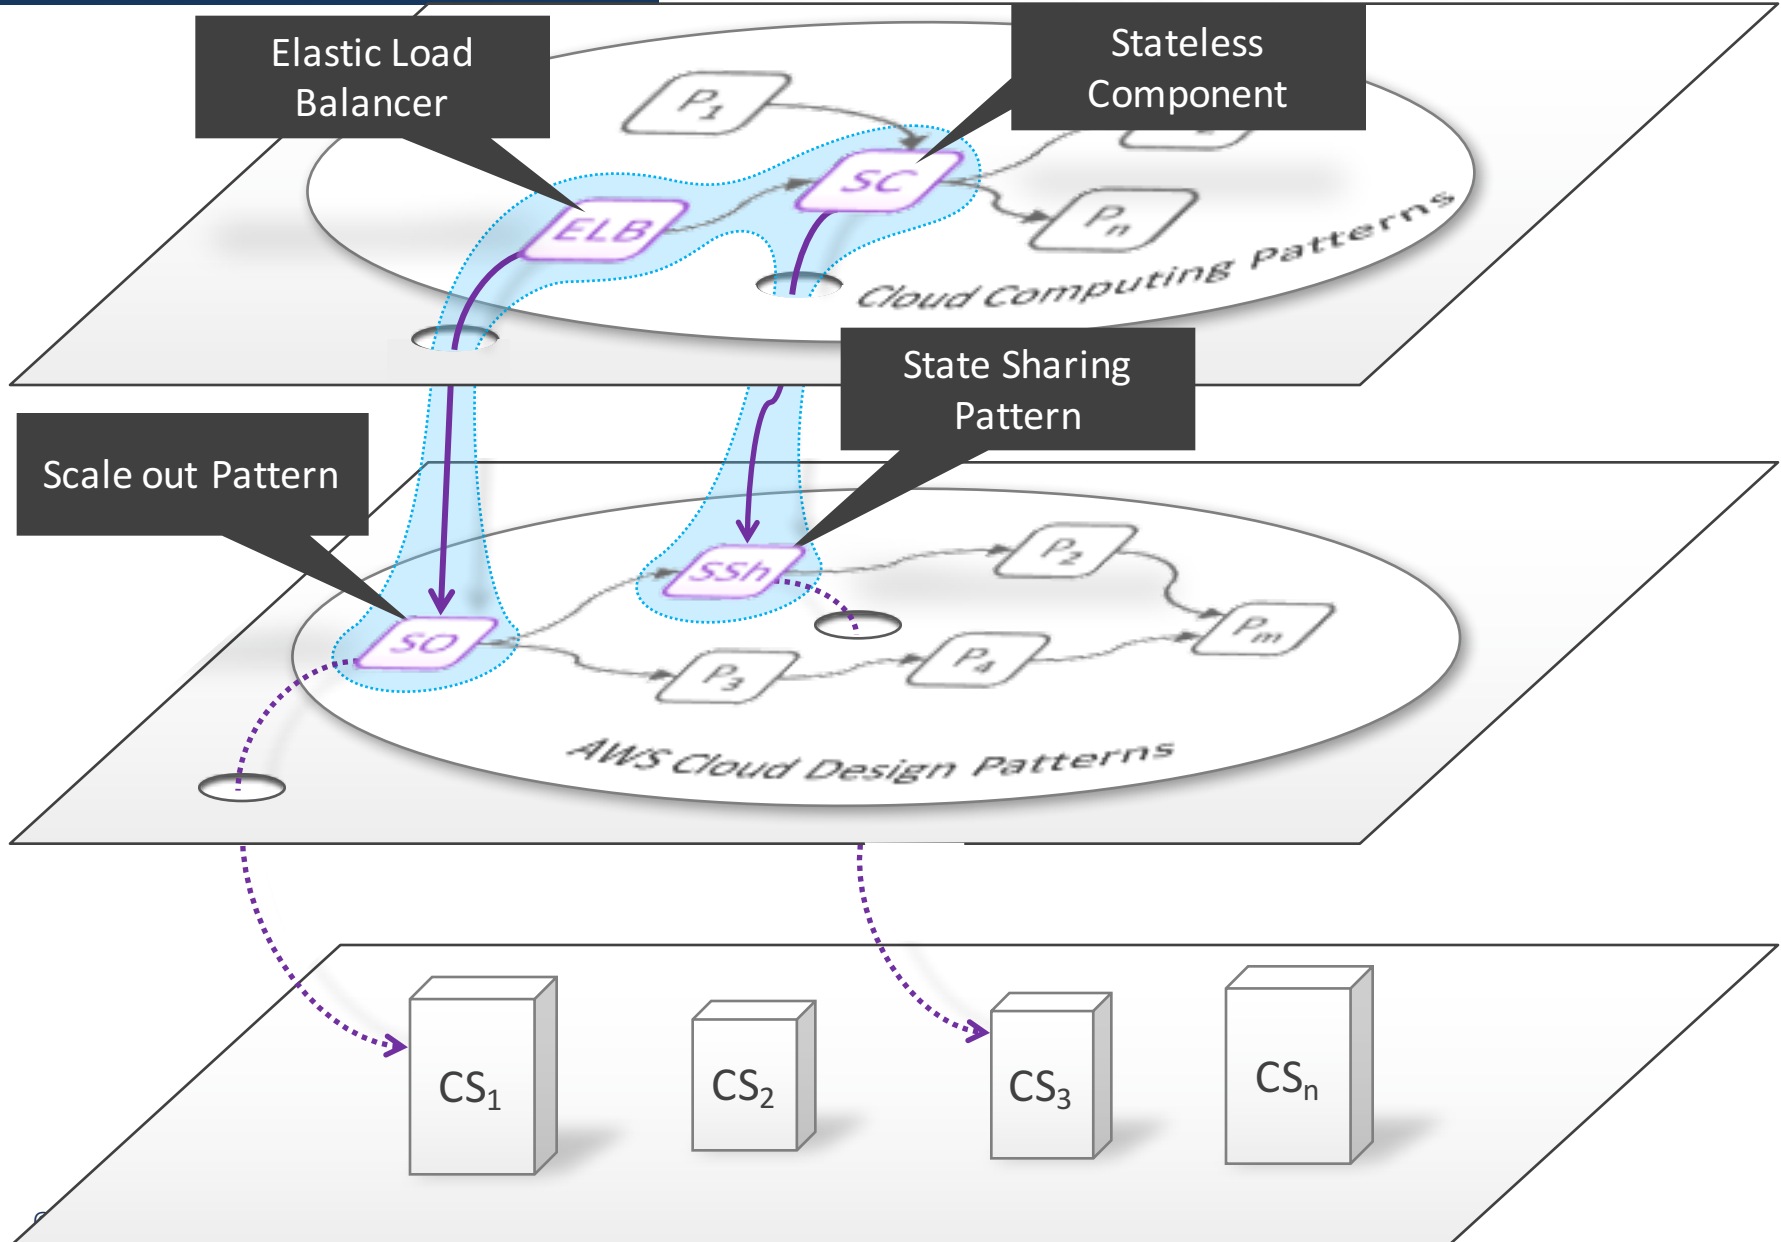 Elastic Load
Balancer
Stateless
Component
P1
SC
ELB
Pn
Cloud Computing Patterns
State Sharing
Pattern
Scale out Pattern
SSh
P2
SO
P3
P4
Pm
AWS Cloud Design Patterns
CS1
CS2
CS3
CSn